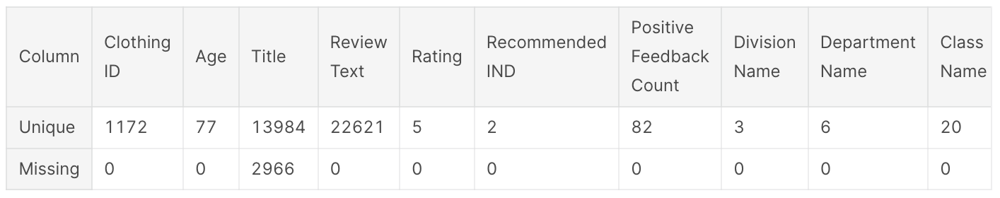 Column Clothing ID Age Title Review Text Rating Recommended IND Positive Feedback Count Division Name Department Name Class Name
Unique 1172 77 13984 22621 5 2 82 3 6 20
Missing 0 0 2966 0 0 0 0 0 0 0